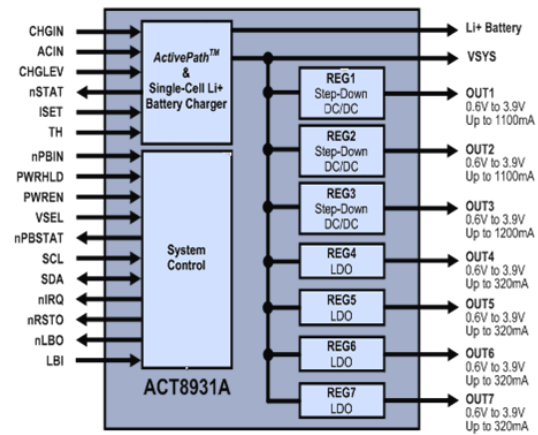 CHGIN
ACIN
CHGLEV
nSTAT
ISET
TH
nPBIN
PWRHLD
PWREN
VSEL
nPBSTAT
SCL
SDA
nIRQ
nRSTO
nLBO
LBI
ActivePath™
&
Single-Cell Li+
Battery Charger
System
Control
ACT8931A
REG1
Step-Down
DC/DC
REG2
Step-Down
DC/DC
REG3
Step-Down
DC/DC
REG4
LDO
REG5
LDO
REG6
LDO
REG7
LDO
Li+ Battery
VSYS
OUT1
0.6V to 3.9V
Up to 1100mA
OUT2
0.6V to 3.9V
Up to 1100mA
OUT3
0.6V to 3.9V
Up to 1200mA
OUT4
0.6V to 3.9V
Up to 320mA
OUT5
0.6V to 3.9V
Up to 320mA
OUT6
0.6V to 3.9V
Up to 320mA
OUT7
0.6V to 3.9V
Up to 320mA